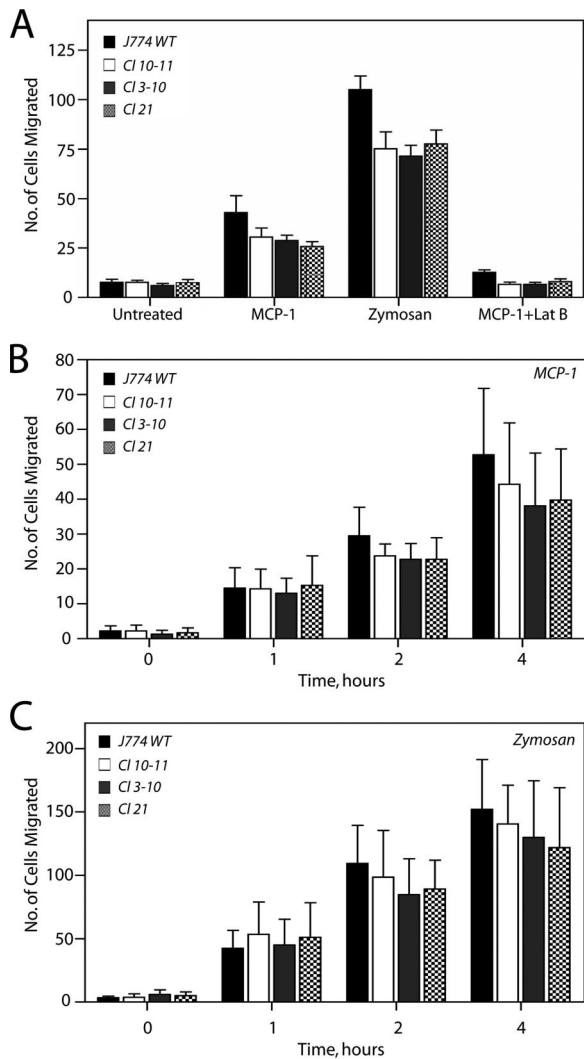 A
J774 WT
Cl 10-11
Cl 3-10
Cl 21
No. of Cells Migrated
125
100
75
50
25
0
Untreated MCP-1 Zymosan MCP-1+Lat B
B
MCP-1
J774 WT
Cl 10-11
Cl 3-10
Cl 21
No. of Cells Migrated
80
70
60
50
40
30
20
10
0
0 1 2 4
Time, hours
C
Zymosan
J774 WT
Cl 10-11
Cl 3-10
Cl 21
No. of Cells Migrated
200
150
100
50
0
0 1 2 4
Time, hours